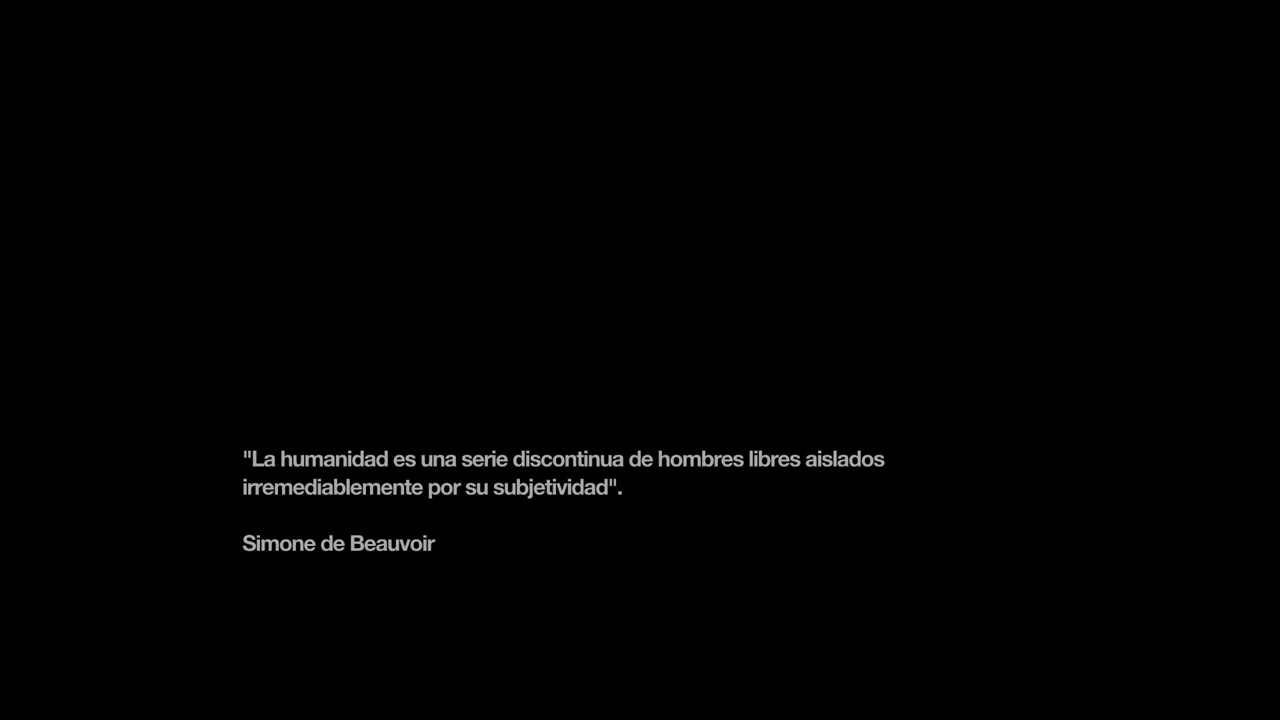 "La humanidad es una serie discontinua de hombres libres aislados
irremediablemente por su subjetividad".
Simone de Beauvoir